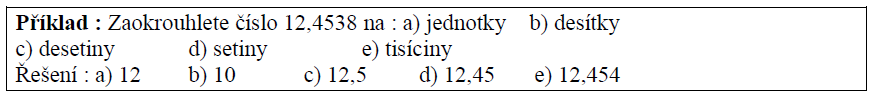 Příklad : Zaokrouhlete číslo 12,4538 na : a) jednotky b) desítky
c) desetiny d) setiny e) tisíciny
Řešení : a) 12 b) 10 c) 12,5 d) 12,45 e) 12,454